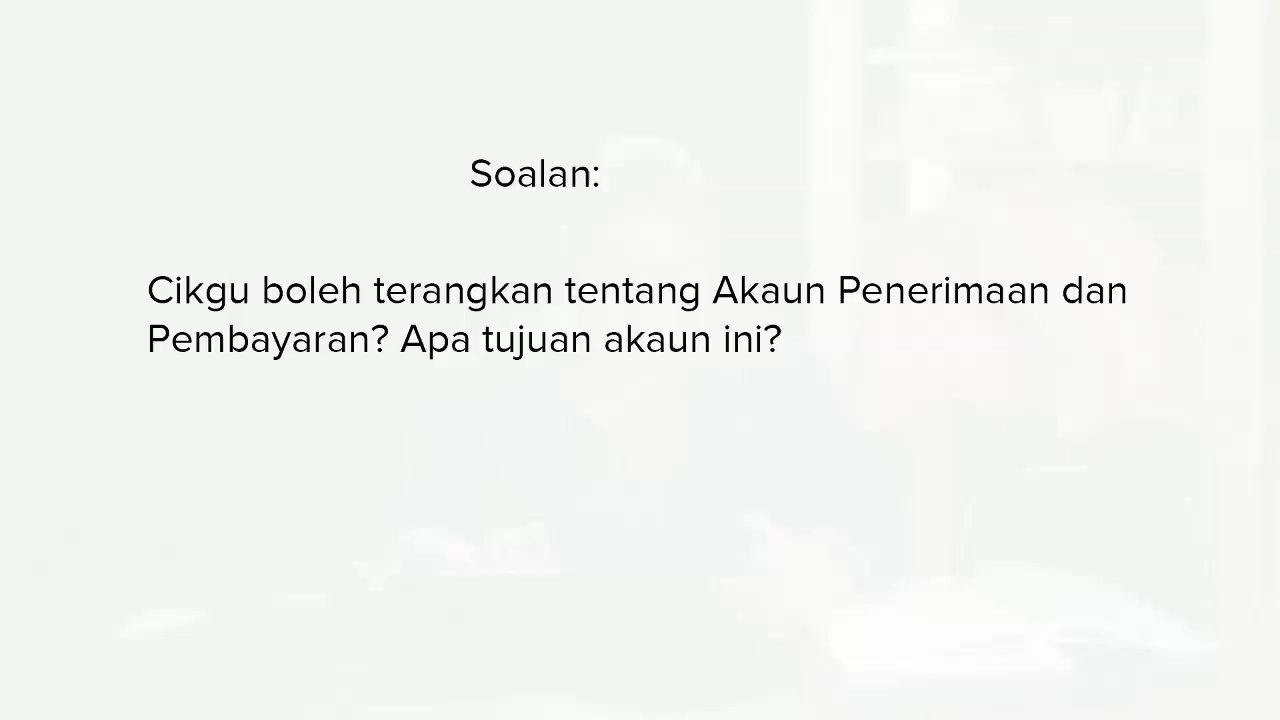 Soalan:
Cikgu boleh terangkan tentang Akaun Penerimaan dan
Pembayaran? Apa tujuan akaun ini?